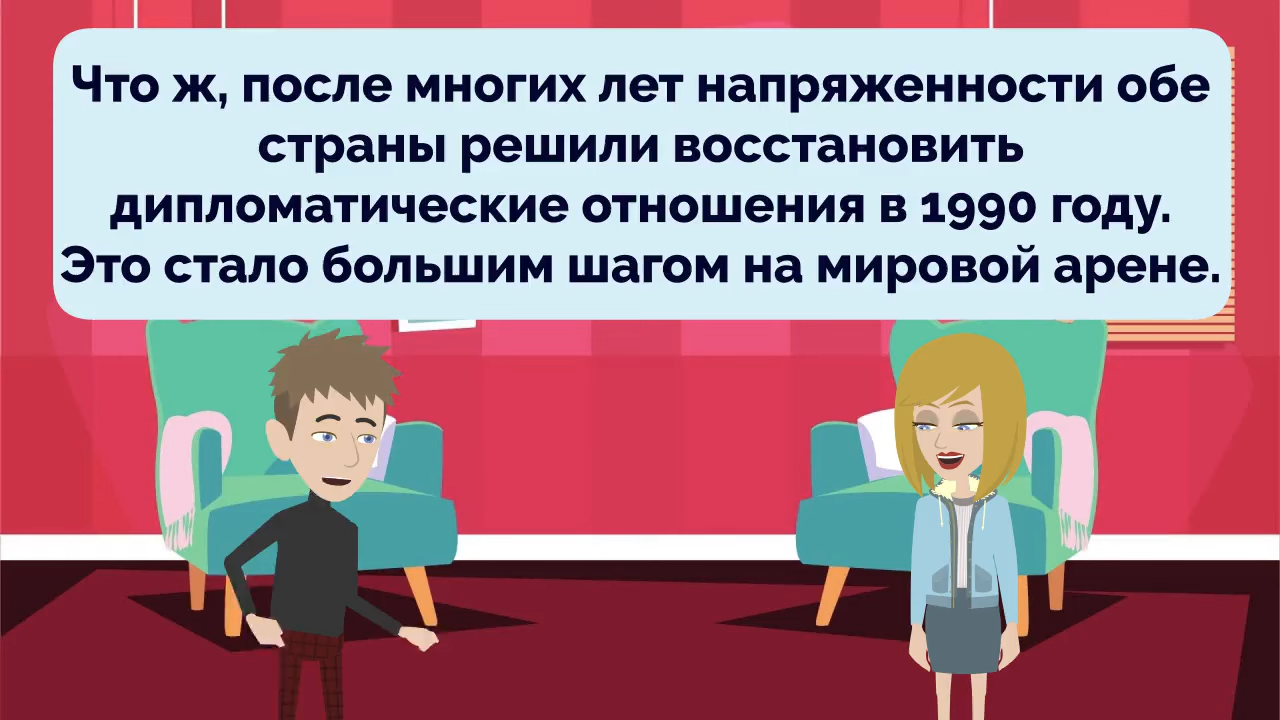 Что ж, после многих лет напряженности обе
страны решили восстановить
дипломатические отношения в 1990 году.
Это стало большим шагом на мировой арене.